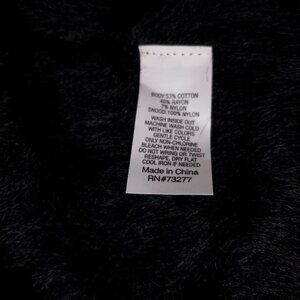 BODY: 53% COTTON
40% RAYON
7% NYLON
SNOOD: 100% NYLON
WASH INSIDE OUT
MACHINE WASH COLD
WITH LIKE COLORS
GENTLE CYCLE
ONLY NON-CHLORINE
BLEACH WHEN NEEDED
DO NOT WRING OR TWIST
RESHAPE, DRY FLAT
COOL IRON IF NEEDED
Made in China
RN#73277